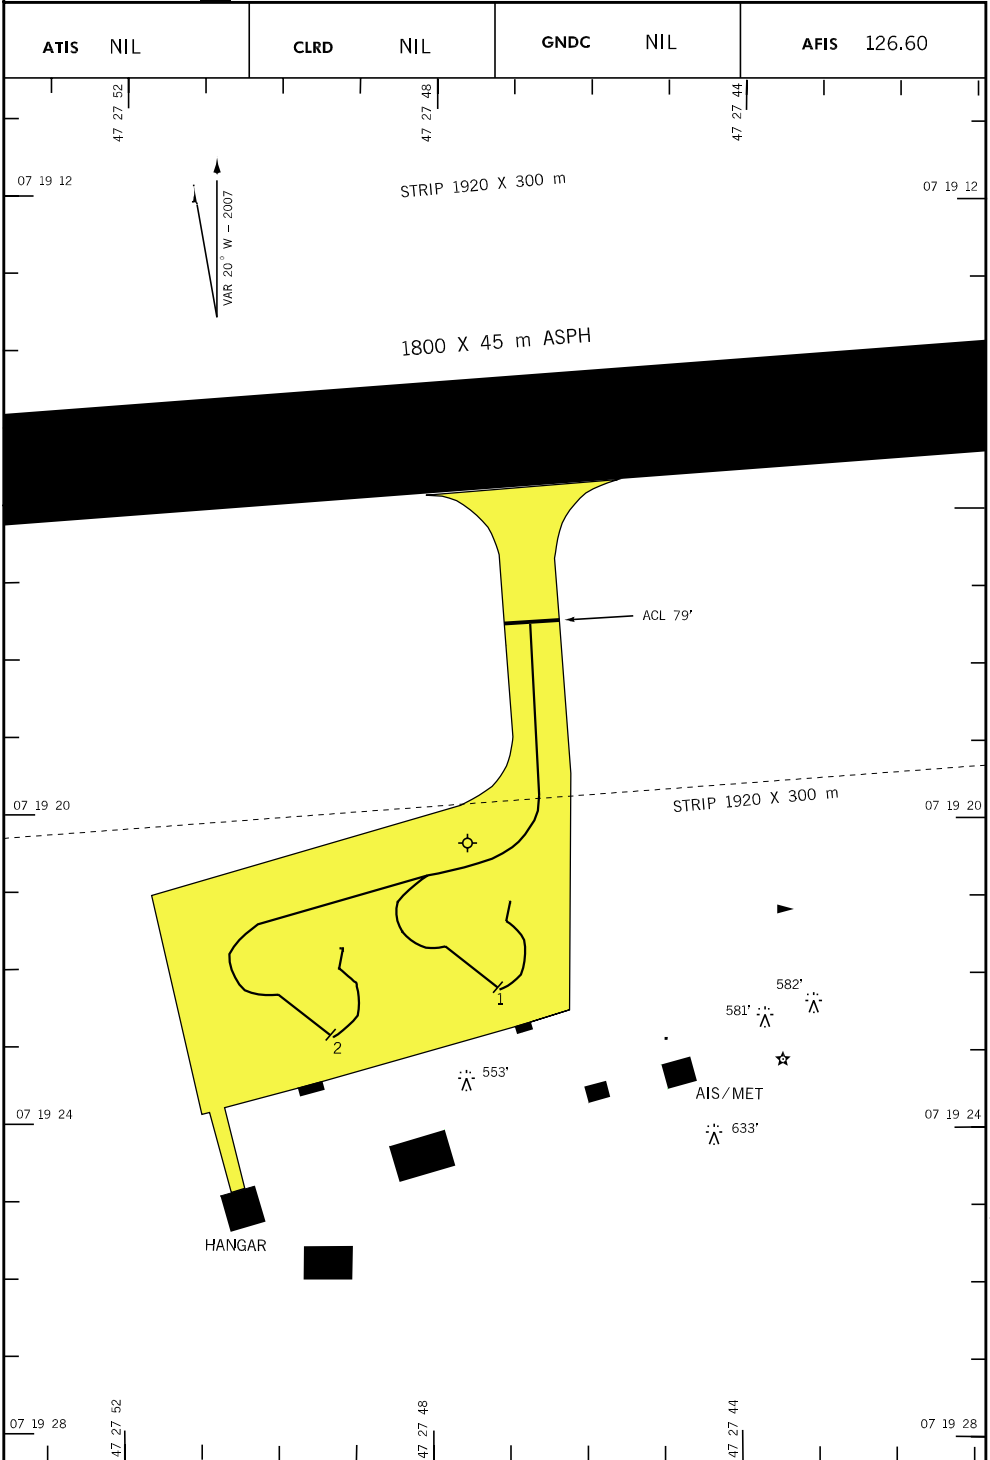 ATIS NIL CLRD NIL GNDC NIL AFIS 126.60
47 27 52
47 27 48
47 27 44
07 19 12
07 19 12
STRIP 1920 X 300 m
VAR 20° W - 2007
1800 X 45 m ASPH
ACL 79'
07 19 20
07 19 20
STRIP 1920 X 300 m
1
2
582'
581'
553'
AIS/MET
07 19 24
07 19 24
633'
HANGAR
07 19 28
07 19 28
47 27 52
47 27 48
47 27 44